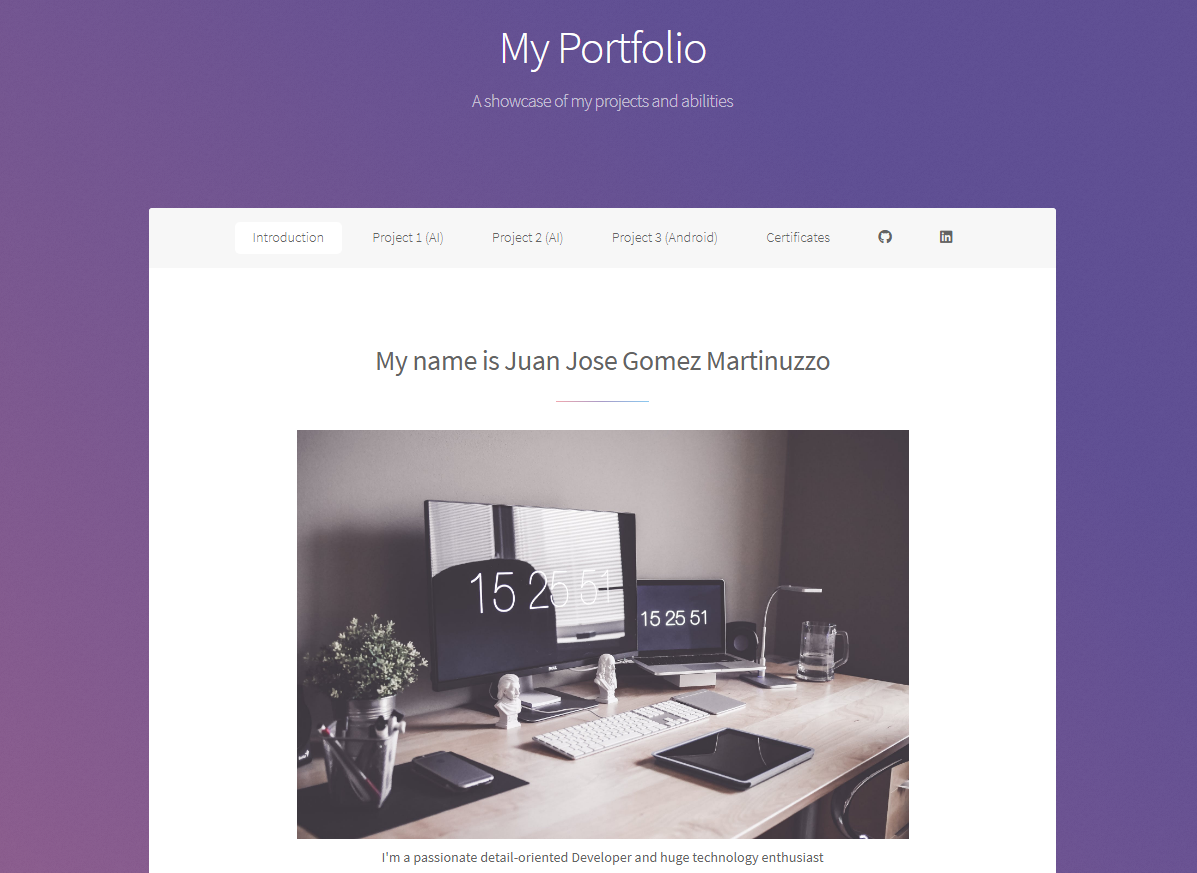 My Portfolio
A showcase of my projects and abilities
Introduction Project 1 (AI) Project 2 (AI) Project 3 (Android) Certificates in
My name is Juan Jose Gomez Martinuzzo
15 25 51
15 25 51
DELL
I'm a passionate detail-oriented Developer and huge technology enthusiast